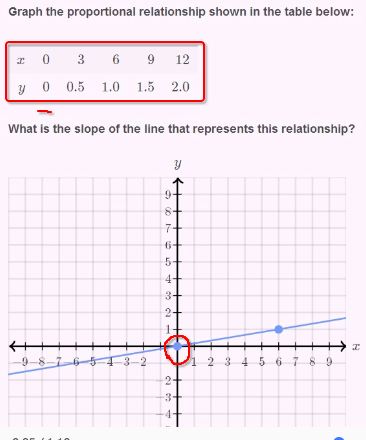 Graph the proportional relationship shown in the table below:
x 0 3 6 9 12
y 0 0.5 1.0 1.5 2.0
What is the slope of the line that represents this relationship?
y
9
8
7
6
5
4
3
2
1
-9 -8 -7 -6 -5 -4 -3 -2 1 2 3 4 5 6 7 8 9 x
-2
-3
-4